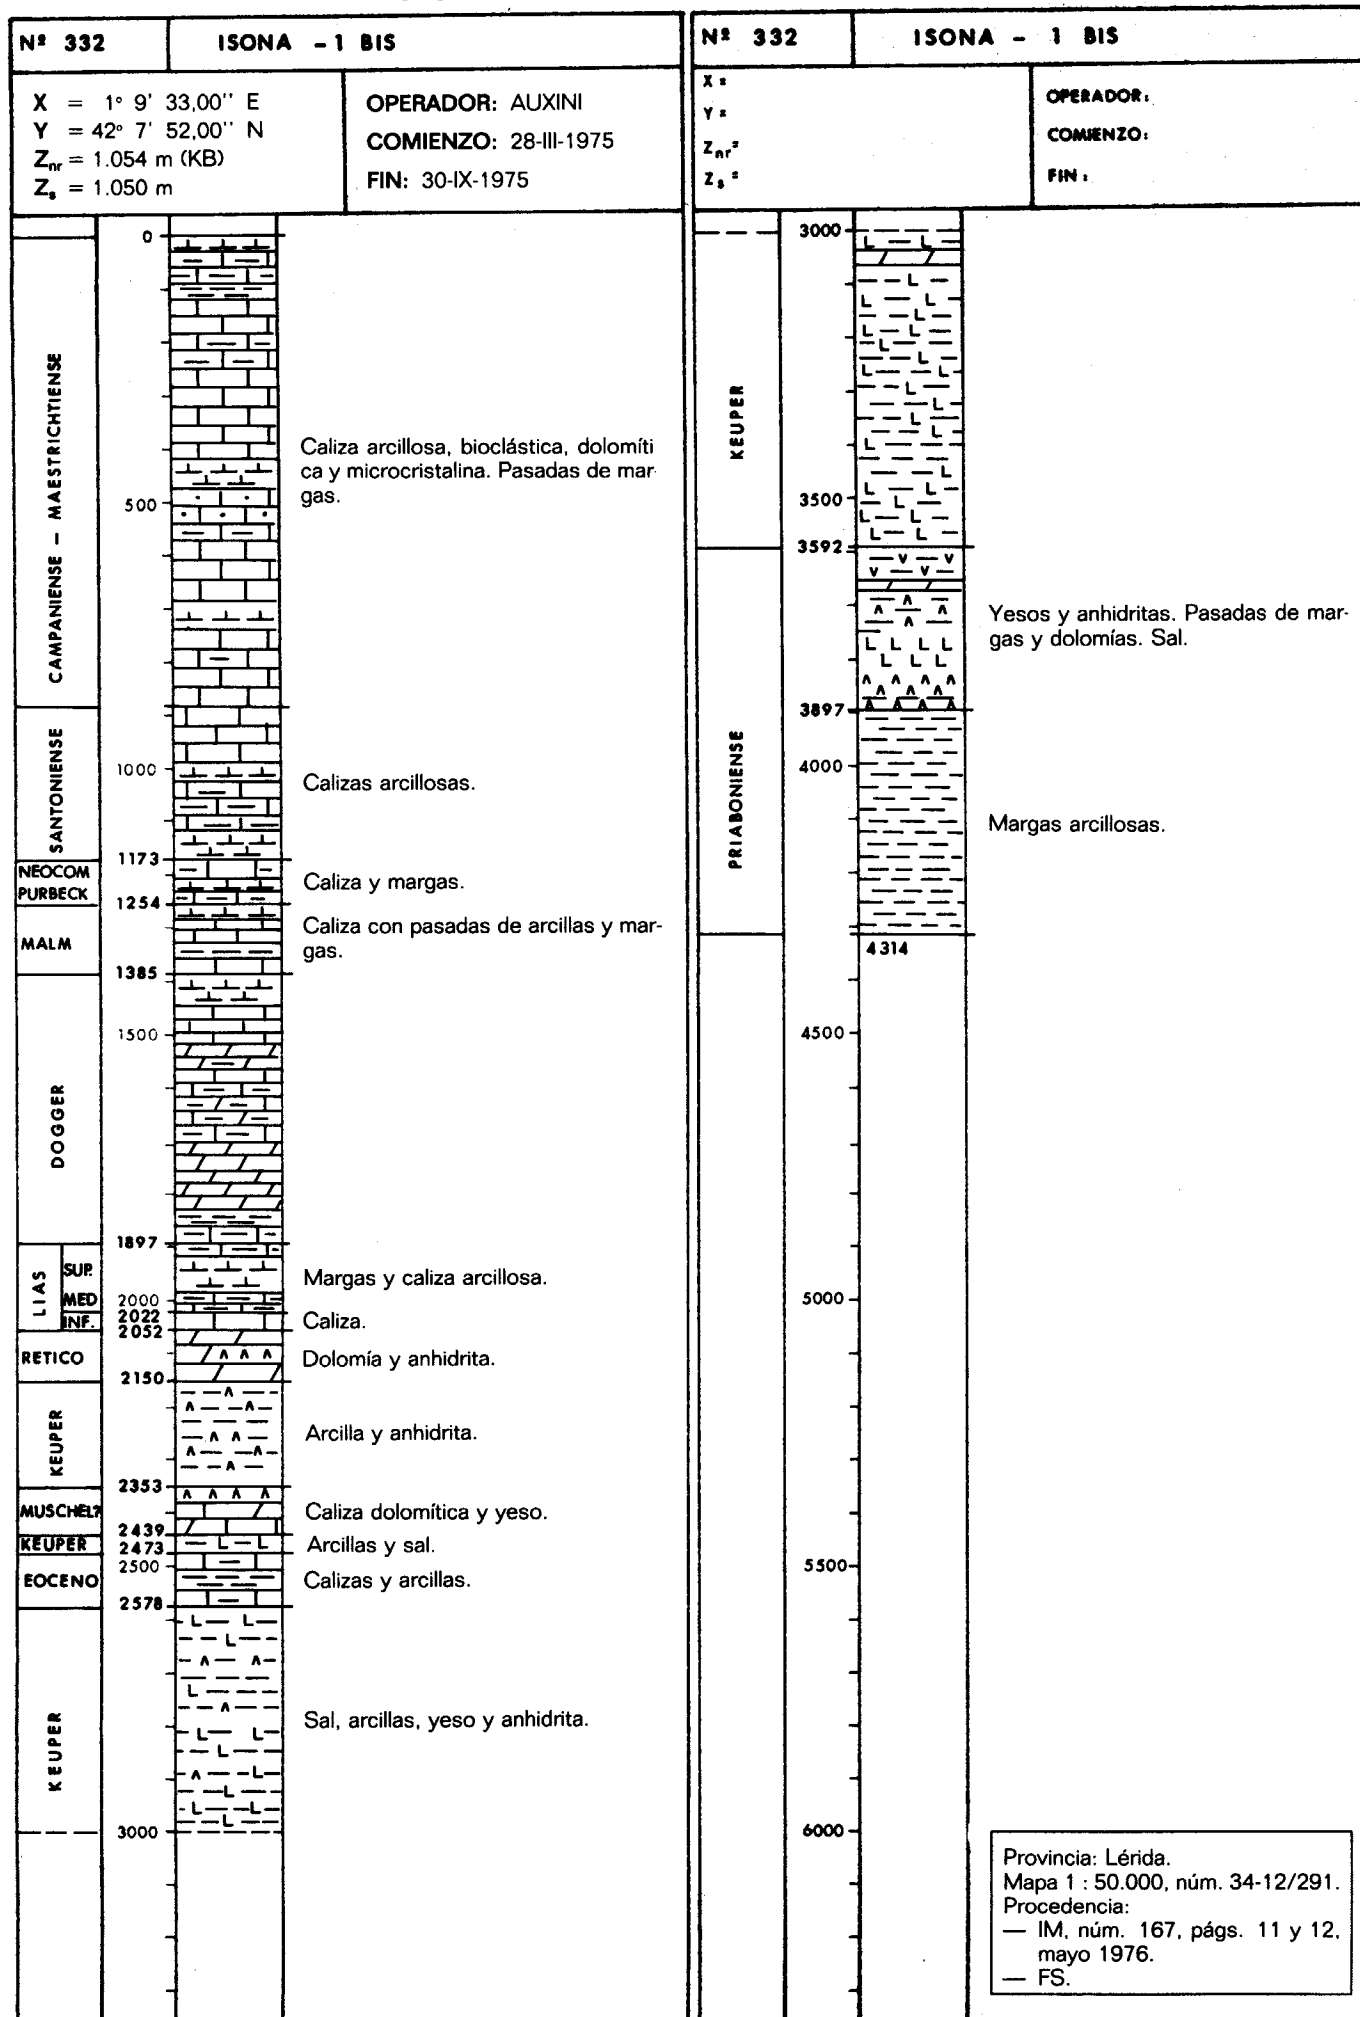 Nº 332
ISONA - 1 BIS
X = 1° 9' 33,00'' E
Y = 42° 7' 52,00'' N
Znr = 1.054 m (KB)
Zs = 1.050 m
OPERADOR: AUXINI
COMIENZO: 28-III-1975
FIN: 30-IX-1975
0
CAMPANIENSE - MAESTRICHTIENSE
Caliza arcillosa, bioclástica, dolomíti
ca y microcristalina. Pasadas de mar-
gas.
500
SANTONIENSE
1000
Calizas arcillosas.
1173
NEOCOM
PURBECK
Caliza y margas.
1254
MALM
Caliza con pasadas de arcillas y mar-
gas.
1385
1500
DOGGER
1897
LIAS
SUP.
MED
INF.
Margas y caliza arcillosa.
2000
2022
Caliza.
2052
RETICO
Dolomía y anhidrita.
2150
KEUPER
Arcilla y anhidrita.
2353
MUSCHEL?
Caliza dolomítica y yeso.
2439
KEUPER
Arcillas y sal.
2473
2500
EOCENO
Calizas y arcillas.
2578
KEUPER
Sal, arcillas, yeso y anhidrita.
3000
Nº 332
ISONA - 1 BIS
X =
Y =
Znr =
Zs =
OPERADOR:
COMIENZO:
FIN:
3000
KEUPER
3500
3592
Yesos y anhidritas. Pasadas de mar-
gas y dolomías. Sal.
3897
PRIABONIENSE
4000
Margas arcillosas.
4314
4500
5000
5500
6000
Provincia: Lérida.
Mapa 1 : 50.000, núm. 34-12/291.
Procedencia:
— IM, núm. 167, págs. 11 y 12,
mayo 1976.
— FS.